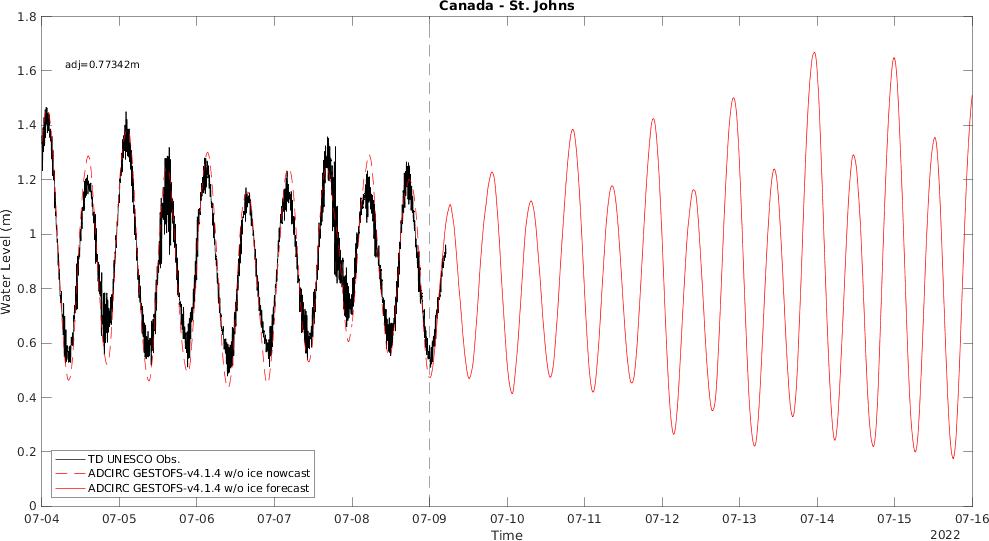 Canada - St. Johns
adj=0.77342m
Water Level (m)
1.8
1.6
1.4
1.2
1
0.8
0.6
0.4
0.2
0
TD UNESCO Obs.
ADCIRC GESTOFS-v4.1.4 w/o ice nowcast
ADCIRC GESTOFS-v4.1.4 w/o ice forecast
07-04 07-05 07-06 07-07 07-08 07-09 07-10 07-11 07-12 07-13 07-14 07-15 07-16
Time
2022